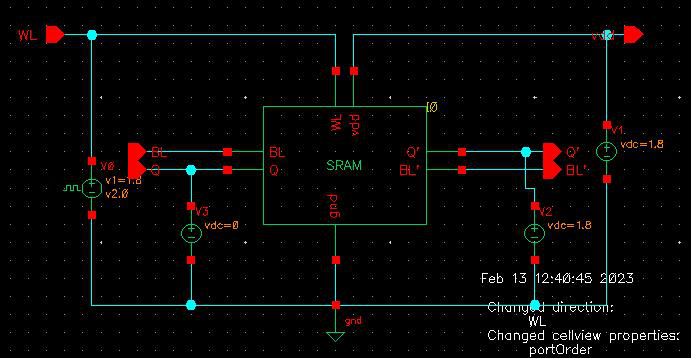 WL
vdd
I0
WL
vdd
V1
vdc=1.8
BL
BL
Q'
Q'
V0
v1=1.8
v2.0
Q
Q
SRAM
BL'
BL'
gnd
V3
vdc=0
V2
vdc=1.8
Feb 13 12:40:45 2023
Changed direction:
WL
gnd
Changed cellview properties:
portOrder